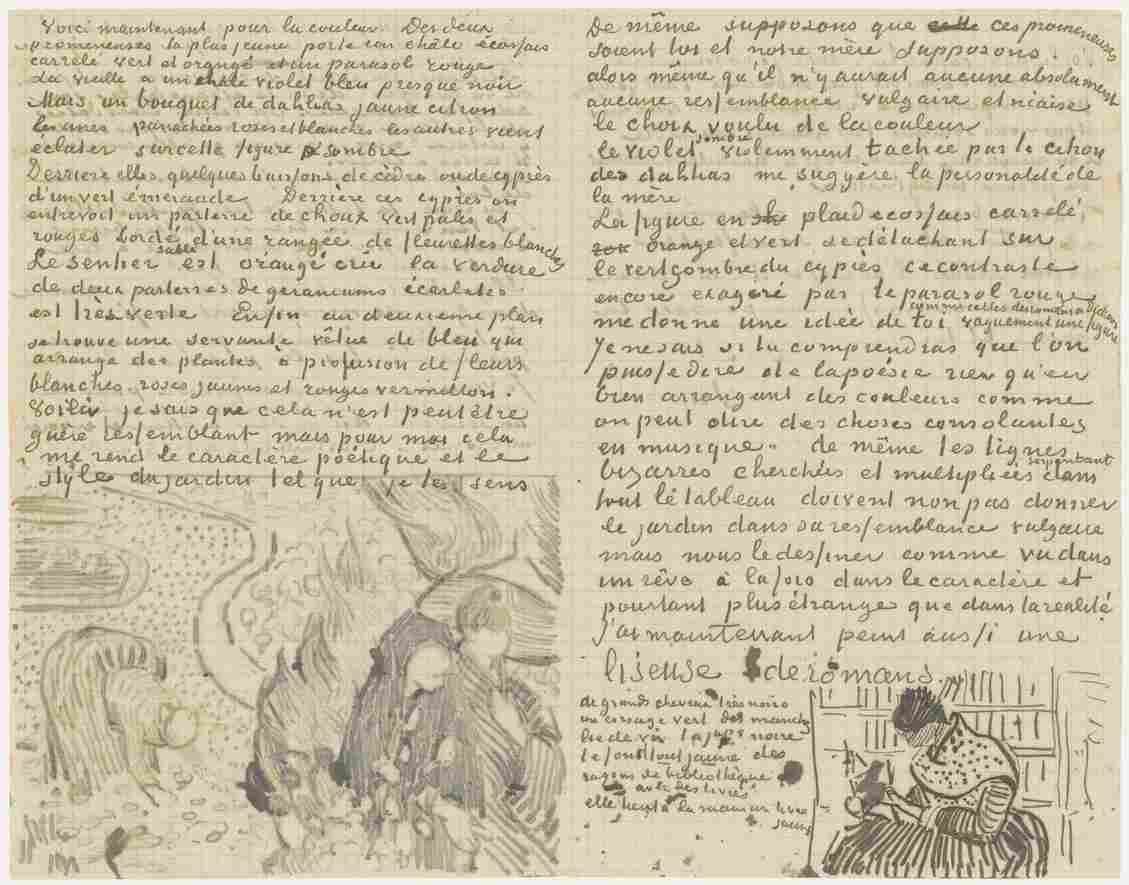 Voici maintenant pour la couleur Des deux
promeneuses la plus jeune porte un châle écossais
carrelé vert et orangé et un parasol rouge
La vieille a un châle violet bleu presque noir
Mais un bouquet de dahlias jaune citron
les unes panachées roses et blanches les autres vient
éclater sur cette figure sombre
Derrière elles quelques buissons de cèdre ou de cyprès
d'un vert émeraude Derrière ces cyprès on
entrevoit un parterre de choux verts pâles et
rouges bordé d'une rangée de fleurettes blanches
Le sentier sablé est orangé cru la verdure
de deux parterres de géraniums écarlates
est très verte Enfin au deuxième plan
se trouve une servante vêtue de bleu qui
arrange des plantes à profusion de fleurs
blanches, roses, jaunes et rouges vermillon.
Voilà je sais que cela n'est peut être
guère ressemblant mais pour moi cela
me rend le caractère poétique et le
style du jardin tel que je les sens
De même supposons que ces promeneuses
soient toi et notre mère supposons.
alors même qu'il n'y aurait aucune absolument
aucune ressemblance vulgaire et niaise
le choix voulu de la couleur
le violet sombre violemment tachée par le citron
des dahlias me suggère la personalité de
la mère
La figure en plaid ecossais carrelé
orange et vert se détachant sur
le vert sombre du cyprès ce contraste
encore exagéré par le parasol rouge
me donne une idée de toi vaguement une figure
comme celles des romans Dickens
Je ne sais si tu comprendras que l'on
puisse dire de la poësie rien qu'en
bien arrangeant des couleurs comme
on peut dire des choses consolantes
en musique. de même les lignes
bizarres cherchées et multipliées serpentant dans
tout le tableau doivent non pas donner
le jardin dans sa ressemblance vulgaire
mais nous le dessiner comme vu dans
un rêve à la fois dans le caractère et
pourtant plus étrange que dans la realité
j'ai maintenant peint aussi une
liseuse de romans.
de grands cheveux très noirs
un corsage vert des manches
lie de vin la jupe noire
le fond tout jaune des
rayons de bibliothèque
avec des livres
elle tient à la main un livre
jaune